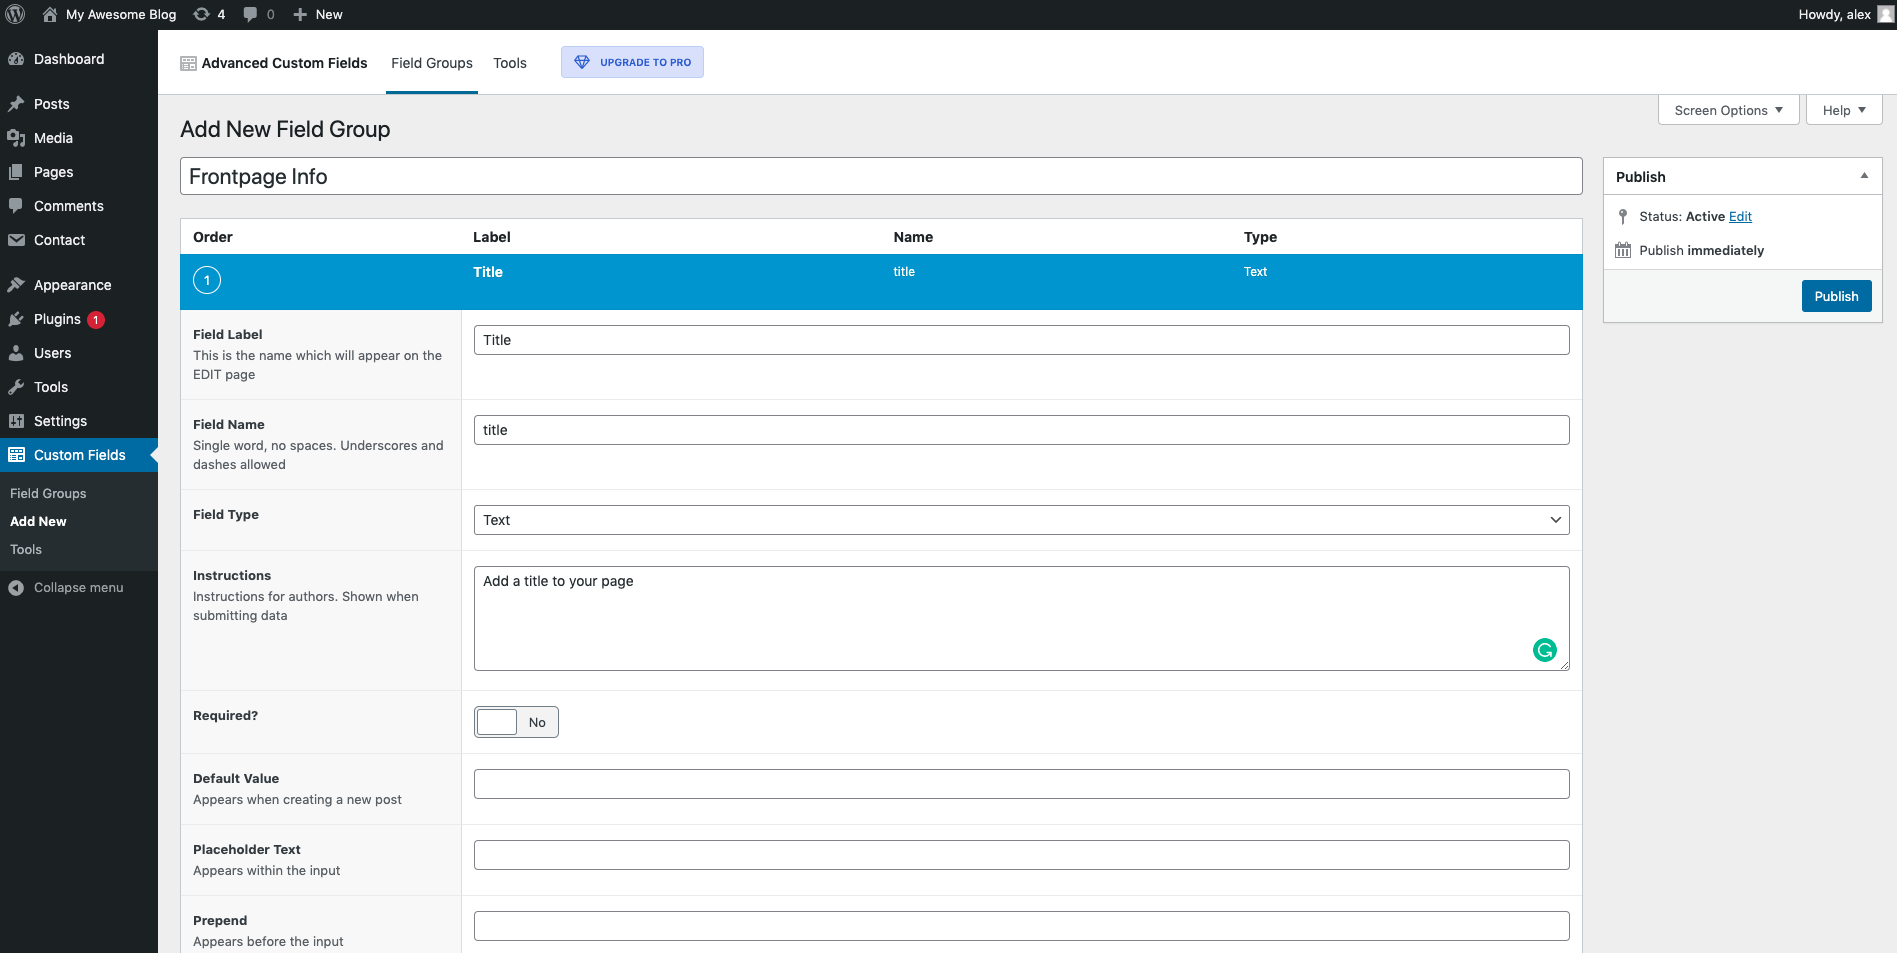 My Awesome Blog 4 0 New Howdy, alex
Dashboard
Posts
Media
Pages
Comments
Contact
Appearance
Plugins 1
Users
Tools
Settings
Custom Fields
Field Groups
Add New
Tools
Collapse menu
Advanced Custom Fields Field Groups Tools UPGRADE TO PRO
Screen Options Help
Add New Field Group
Frontpage Info
Order Label Name Type
1 Title title Text
Field Label
This is the name which will appear on the
EDIT page
Title
Field Name
Single word, no spaces. Underscores and
dashes allowed
title
Field Type
Text
Instructions
Instructions for authors. Shown when
submitting data
Add a title to your page
Required?
No
Default Value
Appears when creating a new post
Placeholder Text
Appears within the input
Prepend
Appears before the input
Publish
Status: Active Edit
Publish immediately
Publish